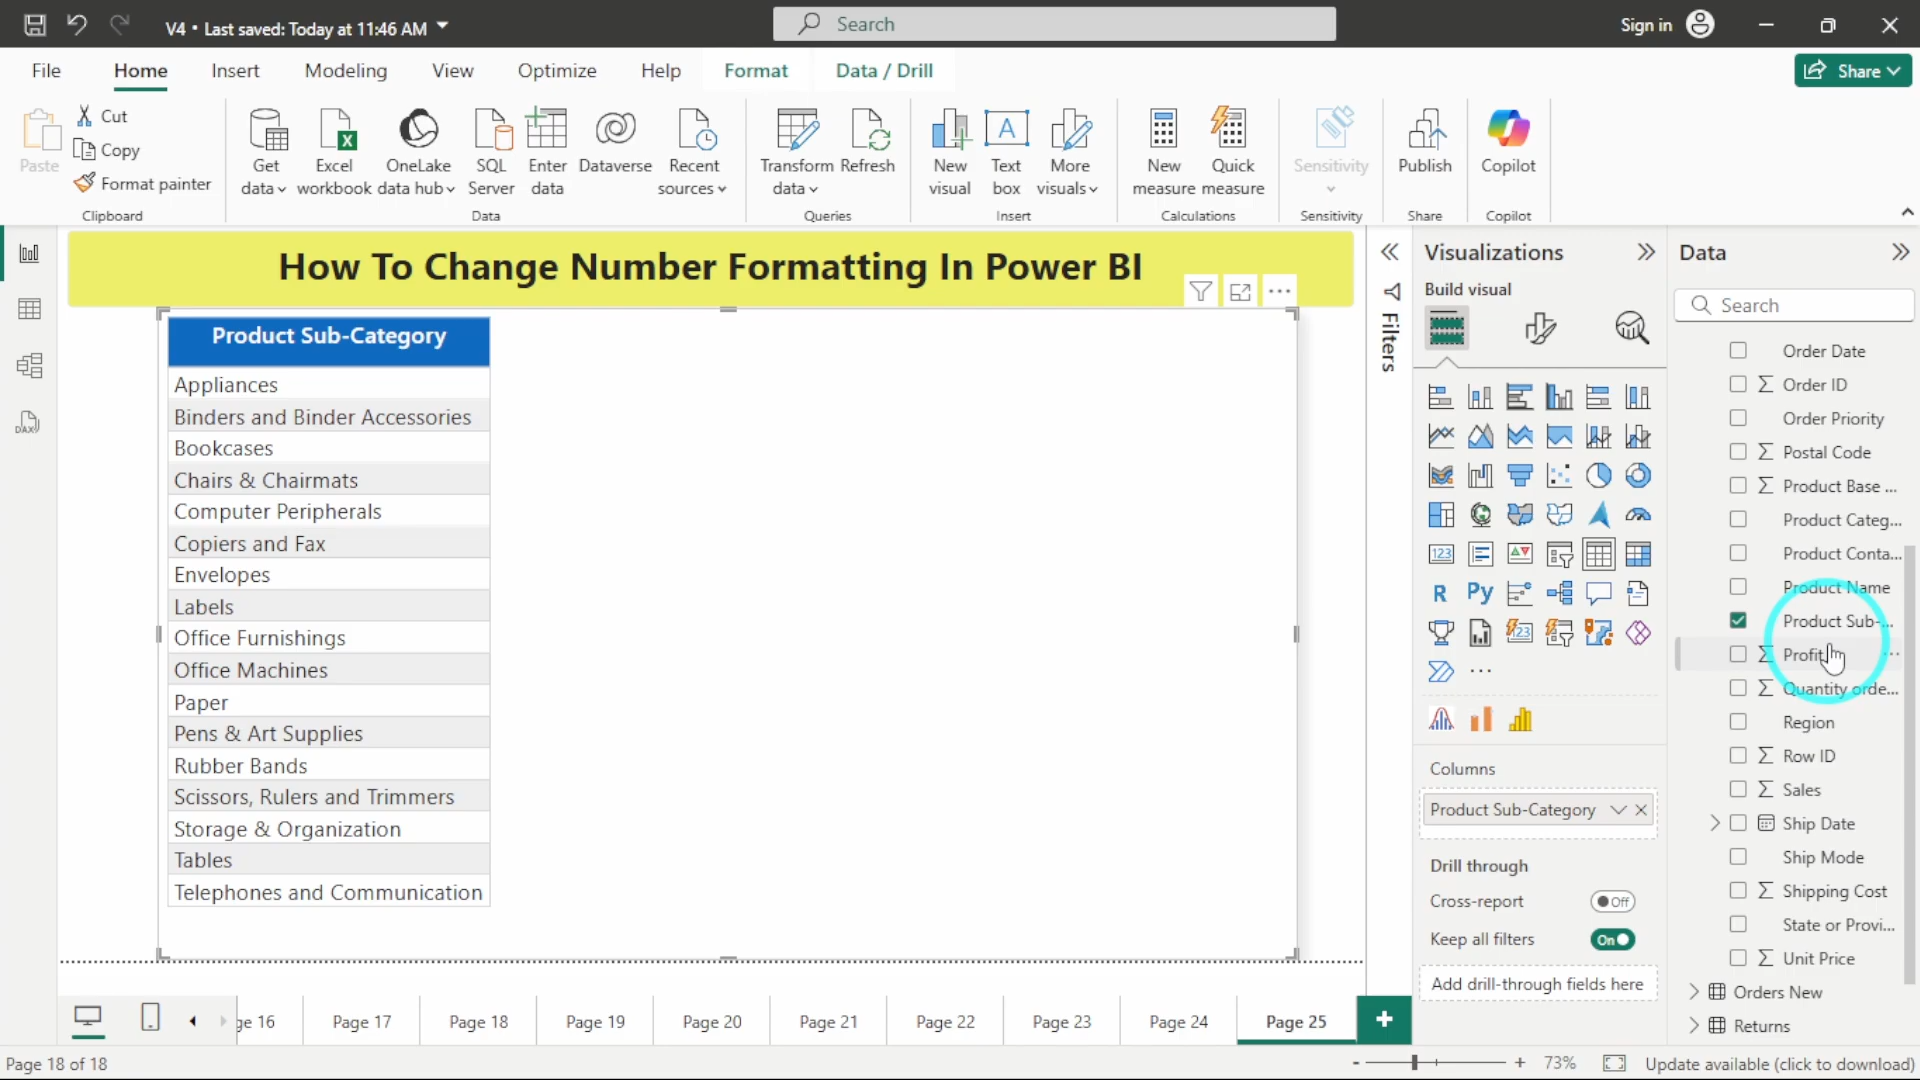 V4 • Last saved: Today at 11:46 AM
Search
Sign in
File
Home
Insert
Modeling
View
Optimize
Help
Format
Data / Drill
Share
Paste
Cut
Copy
Format painter
Clipboard
Get data
Excel workbook
OneLake data hub
SQL Server
Enter data
Dataverse
Recent sources
Data
Transform data
Refresh
Queries
New visual
Text box
More visuals
Insert
New measure
Quick measure
Calculations
Sensitivity
Sensitivity
Publish
Share
Copilot
Copilot
How To Change Number Formatting In Power BI
Product Sub-Category
Appliances
Binders and Binder Accessories
Bookcases
Chairs & Chairmats
Computer Peripherals
Copiers and Fax
Envelopes
Labels
Office Furnishings
Office Machines
Paper
Pens & Art Supplies
Rubber Bands
Scissors, Rulers and Trimmers
Storage & Organization
Tables
Telephones and Communication
Filters
Visualizations
Build visual
123
R
Py
123
Columns
Product Sub-Category
Drill through
Cross-report
Off
Keep all filters
On
Add drill-through fields here
Data
Search
Order Date
Σ Order ID
Order Priority
Σ Postal Code
Σ Product Base ...
Product Categ...
Product Conta...
Product Name
Product Sub-...
Σ Profit
Σ Quantity orde...
Region
Σ Row ID
Σ Sales
Ship Date
Ship Mode
Σ Shipping Cost
State or Provi...
Σ Unit Price
Orders New
Returns
DAX
ge 16
Page 17
Page 18
Page 19
Page 20
Page 21
Page 22
Page 23
Page 24
Page 25
Page 18 of 18
73%
Update available (click to download)